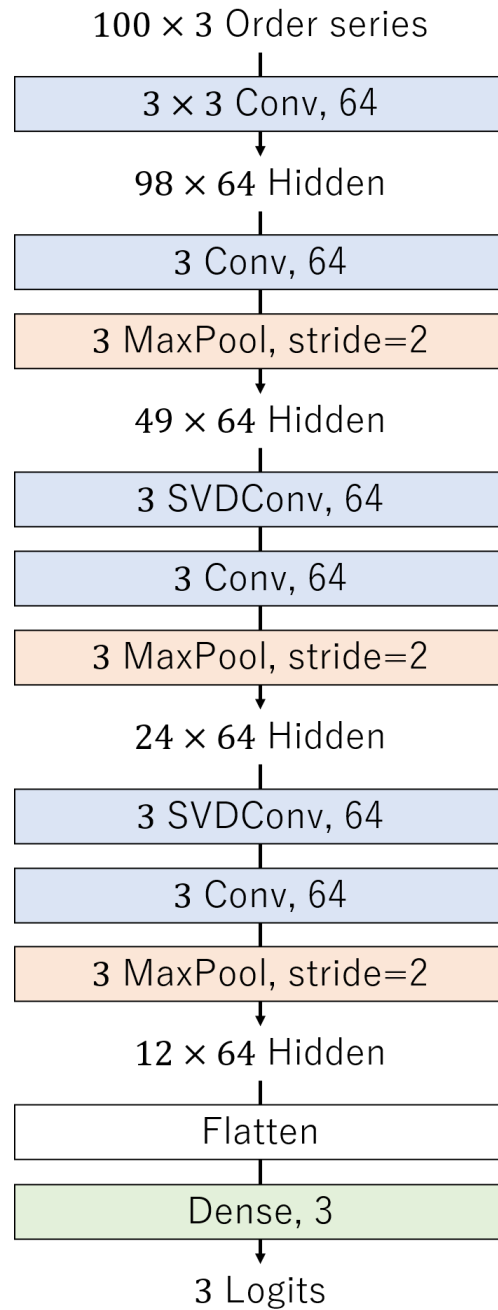 100 × 3 Order series
3 × 3 Conv, 64
98 × 64 Hidden
3 Conv, 64
3 MaxPool, stride=2
49 × 64 Hidden
3 SVDConv, 64
3 Conv, 64
3 MaxPool, stride=2
24 × 64 Hidden
3 SVDConv, 64
3 Conv, 64
3 MaxPool, stride=2
12 × 64 Hidden
Flatten
Dense, 3
3 Logits